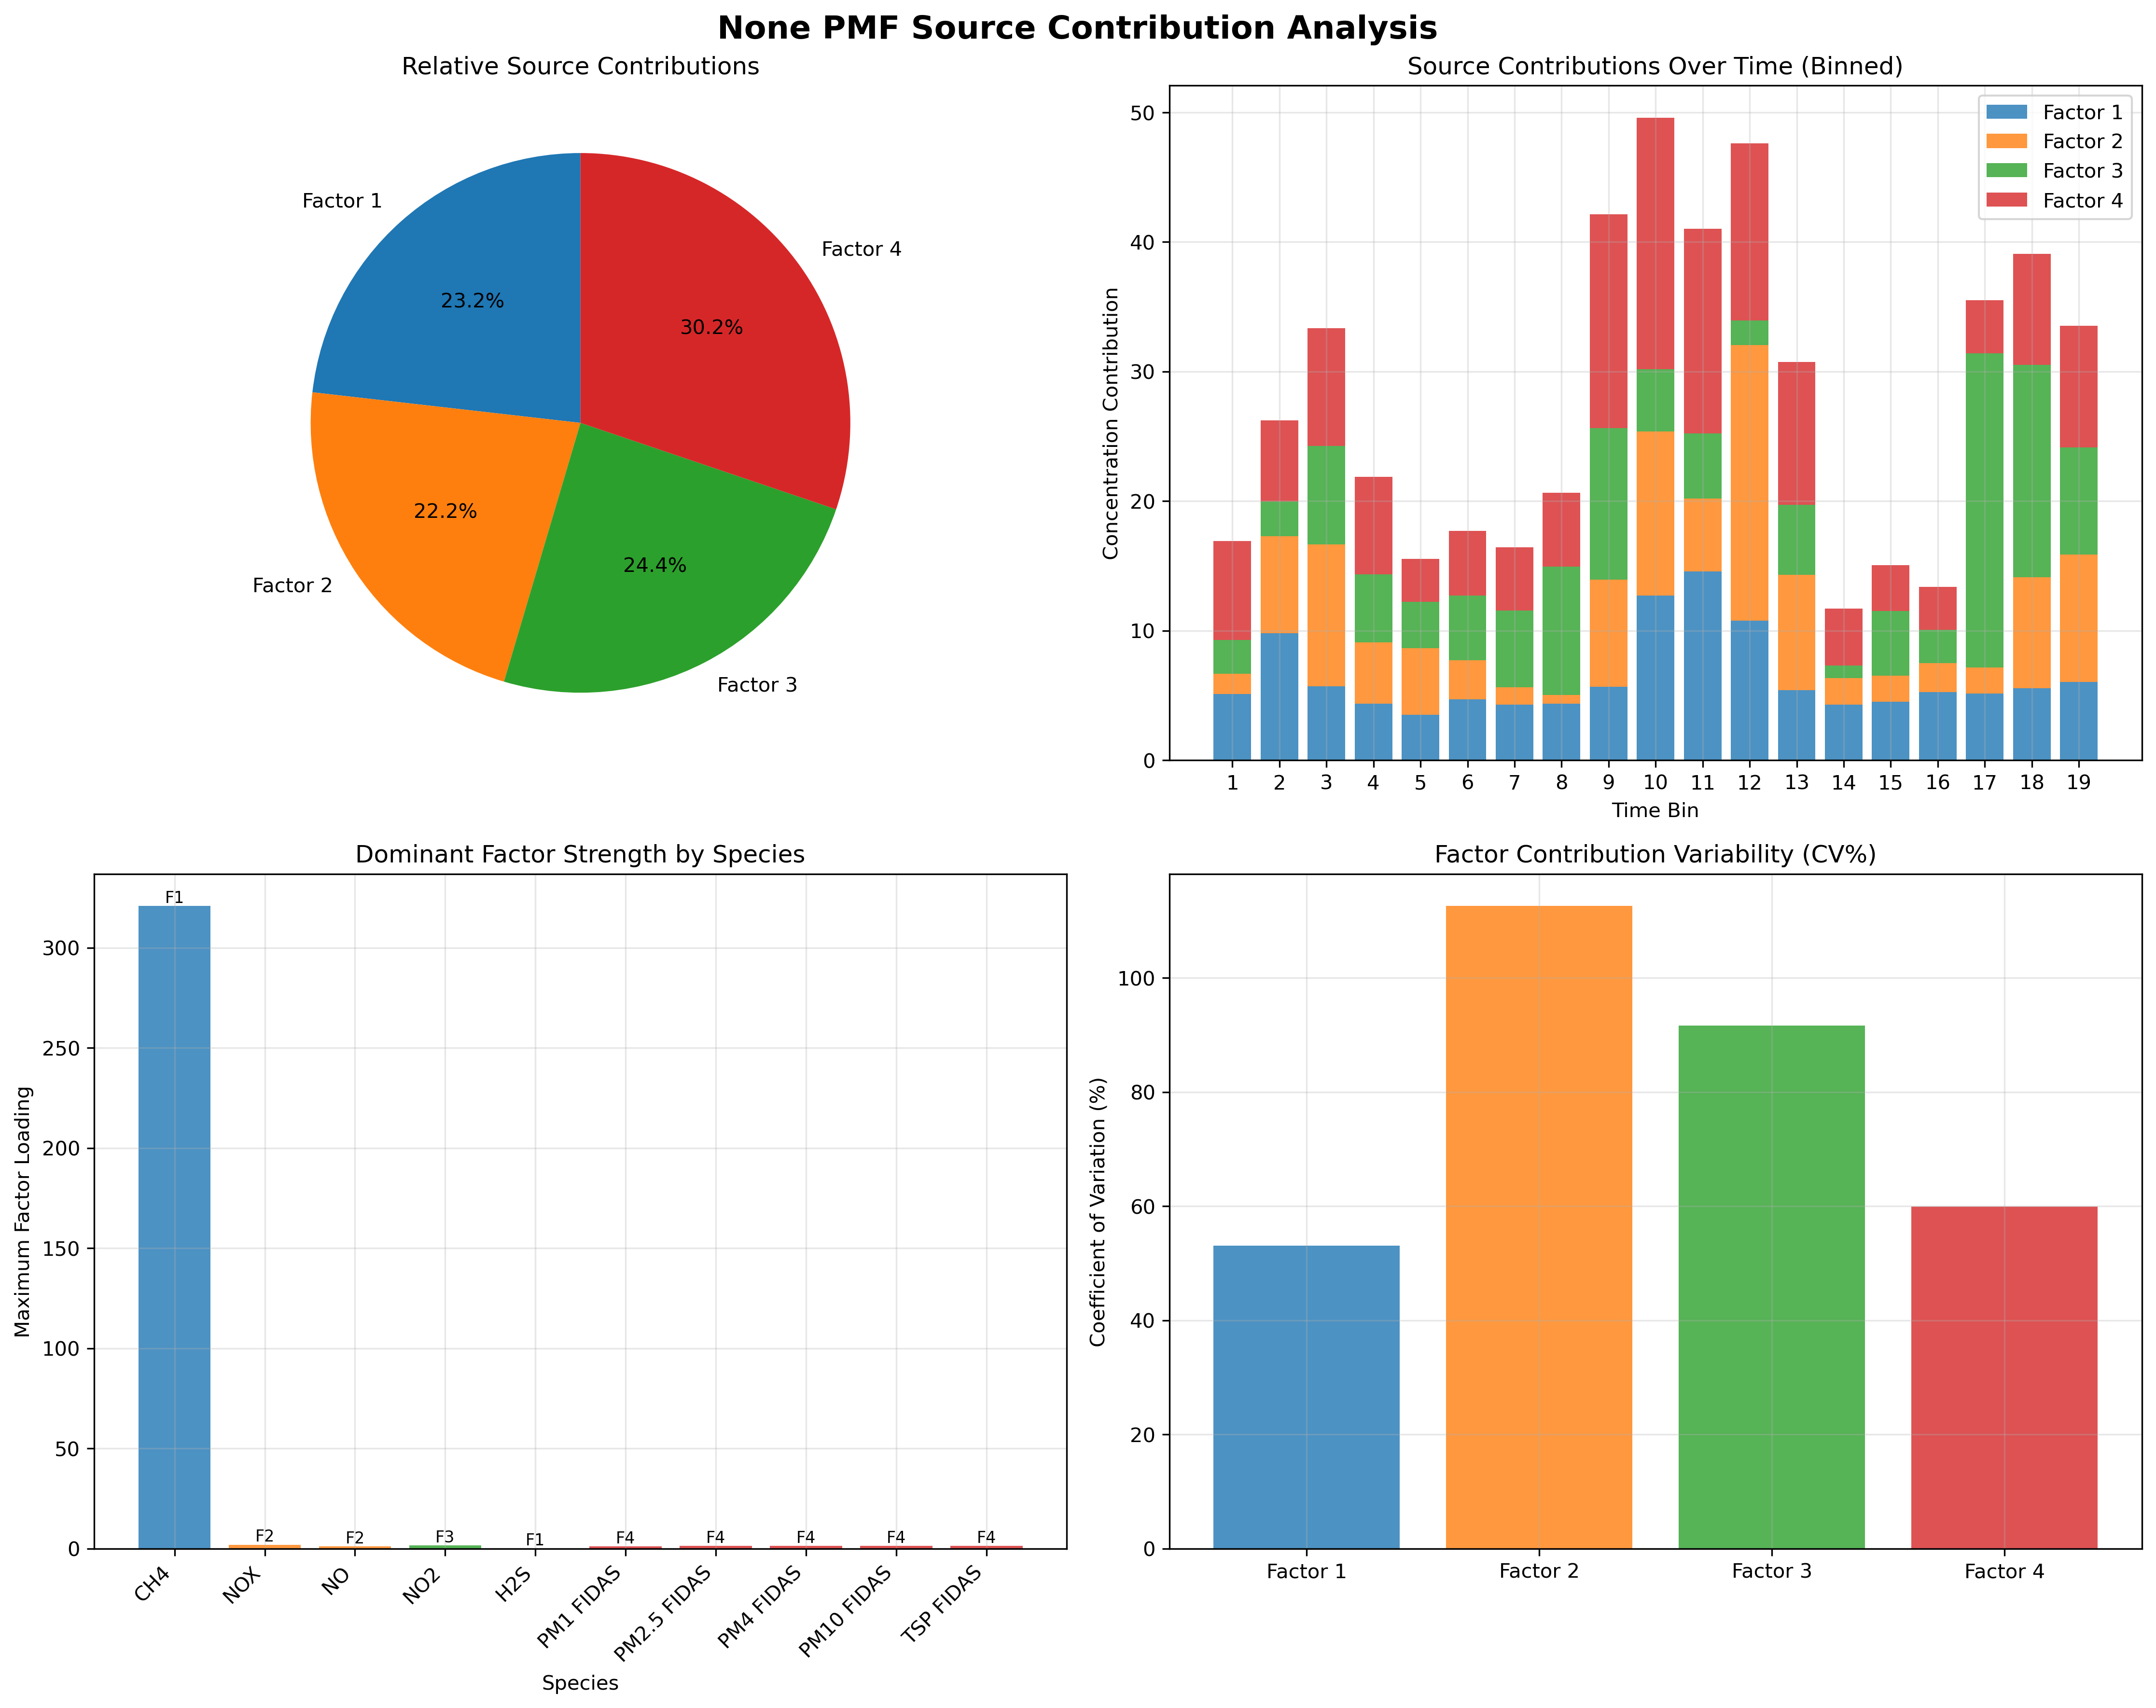 None PMF Source Contribution Analysis
Relative Source Contributions
Factor 1
Factor 4
23.2%
30.2%
22.2%
24.4%
Factor 2
Factor 3
Source Contributions Over Time (Binned)
Concentration Contribution
50
40
30
20
10
0
Factor 1
Factor 2
Factor 3
Factor 4
1 2 3 4 5 6 7 8 9 10 11 12 13 14 15 16 17 18 19
Time Bin
Dominant Factor Strength by Species
Maximum Factor Loading
300
250
200
150
100
50
0
F1 F2 F2 F3 F1 F4 F4 F4 F4 F4
CH4 NOX NO NO2 H2S PM1 FIDAS PM2.5 FIDAS PM4 FIDAS PM10 FIDAS TSP FIDAS
Species
Factor Contribution Variability (CV%)
Coefficient of Variation (%)
100
80
60
40
20
0
Factor 1 Factor 2 Factor 3 Factor 4